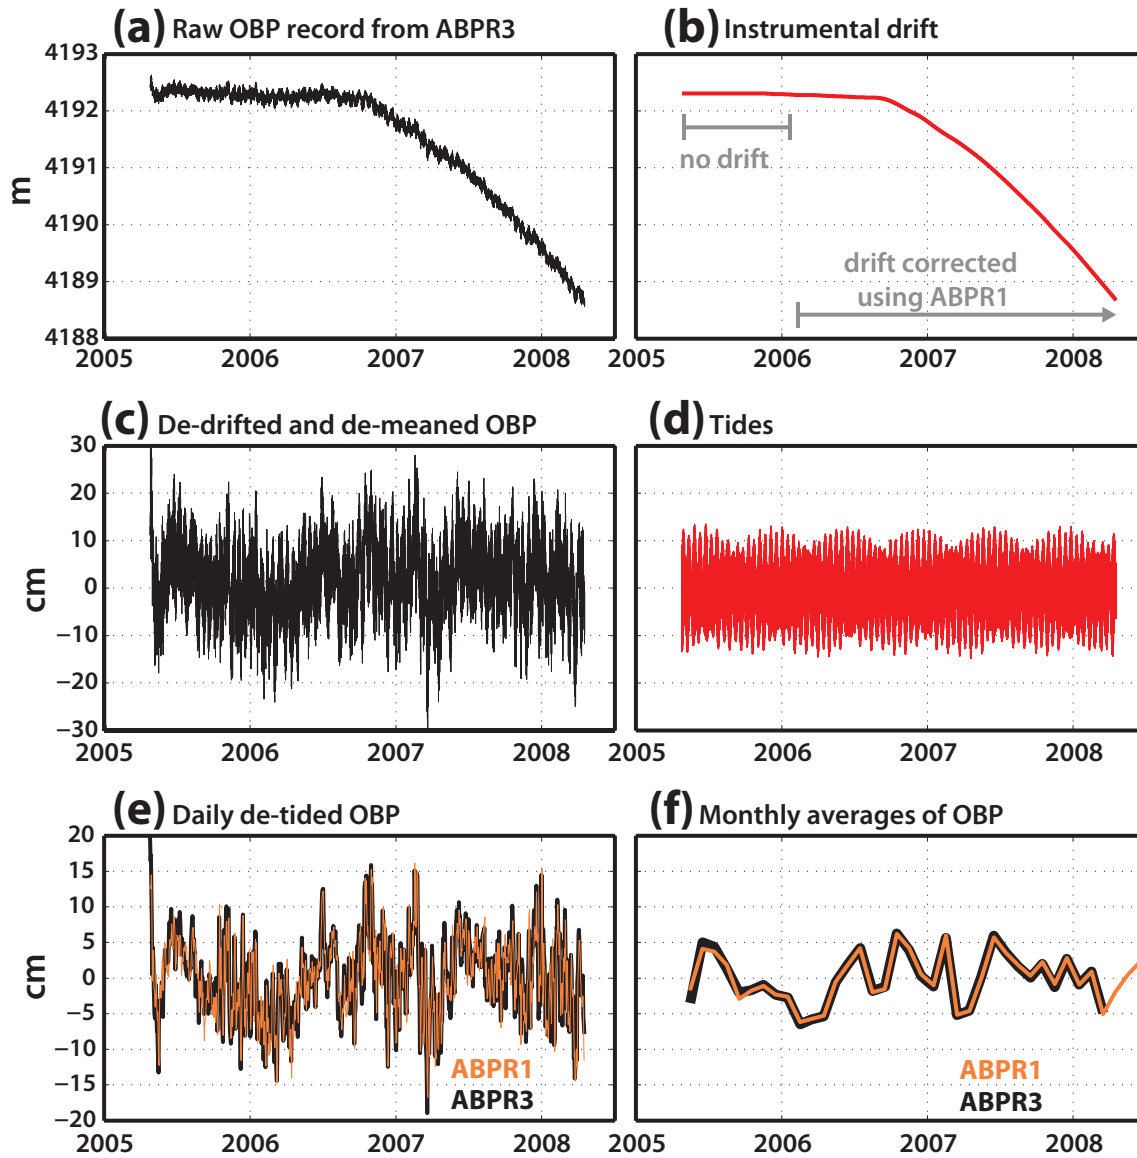 (a) Raw OBP record from ABPR3
(b) Instrumental drift
4193
4192
4191
4190
4189
4188
m
no drift
drift corrected
using ABPR1
2005 2006 2007 2008
2005 2006 2007 2008
(c) De-drifted and de-meaned OBP
(d) Tides
30
20
10
0
−10
−20
−30
cm
2005 2006 2007 2008
2005 2006 2007 2008
(e) Daily de-tided OBP
(f) Monthly averages of OBP
20
15
10
5
0
−5
−10
−15
−20
cm
ABPR1
ABPR3
ABPR1
ABPR3
2005 2006 2007 2008
2005 2006 2007 2008